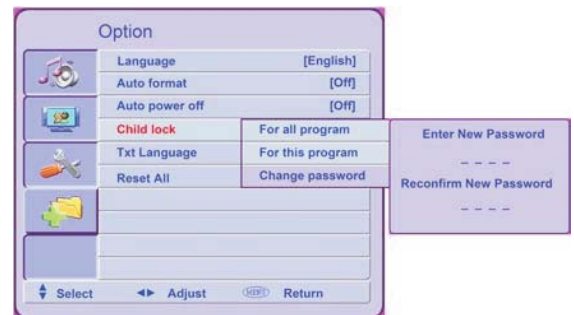 Option
Language [English]
Auto format [Off]
Auto power off [Off]
Child lock
Txt Language
Reset All
For all program
For this program
Change password
Enter New Password
_ _ _ _
Reconfirm New Password
_ _ _ _
Select Adjust MENU Return